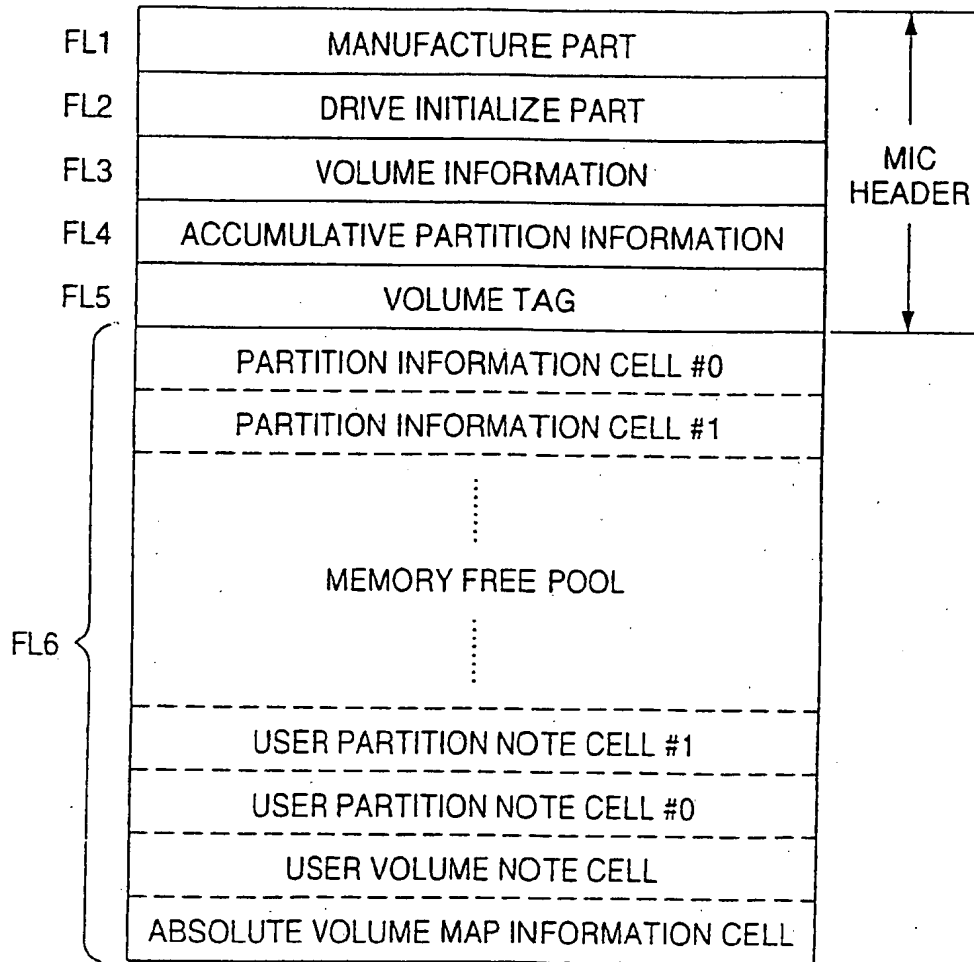 FL1 MANUFACTURE PART
FL2 DRIVE INITIALIZE PART
FL3 VOLUME INFORMATION
FL4 ACCUMULATIVE PARTITION INFORMATION
FL5 VOLUME TAG
MIC
HEADER
PARTITION INFORMATION CELL #0
PARTITION INFORMATION CELL #1
MEMORY FREE POOL
FL6
USER PARTITION NOTE CELL #1
USER PARTITION NOTE CELL #0
USER VOLUME NOTE CELL
ABSOLUTE VOLUME MAP INFORMATION CELL